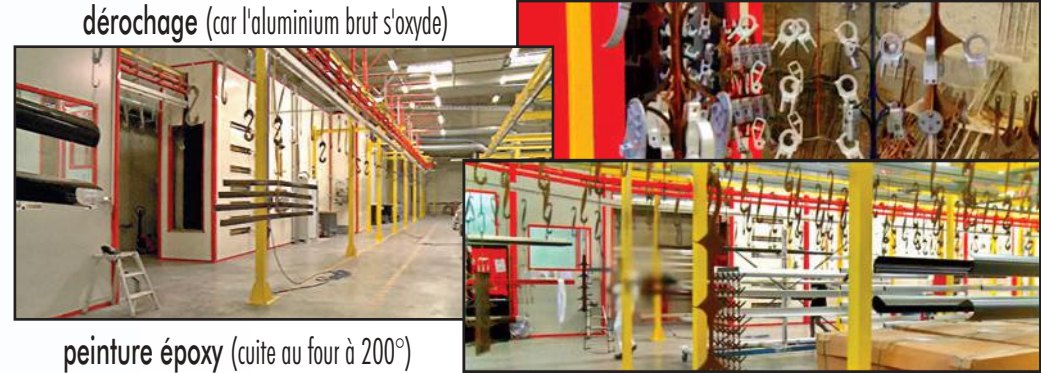 dérochage (car l'aluminium brut s'oxyde)
peinture époxy (cuite au four à 200°)